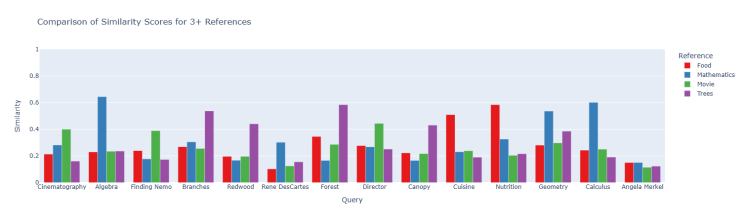 Comparison of Similarity Scores for 3+ References
Reference
Food
Mathematics
Movie
Trees
Similarity
1
0.8
0.6
0.4
0.2
0
Cinematography Algebra Finding Nemo Branches Redwood Rene DesCartes Forest Director Canopy Cuisine Nutrition Geometry Calculus Angela Merkel
Query